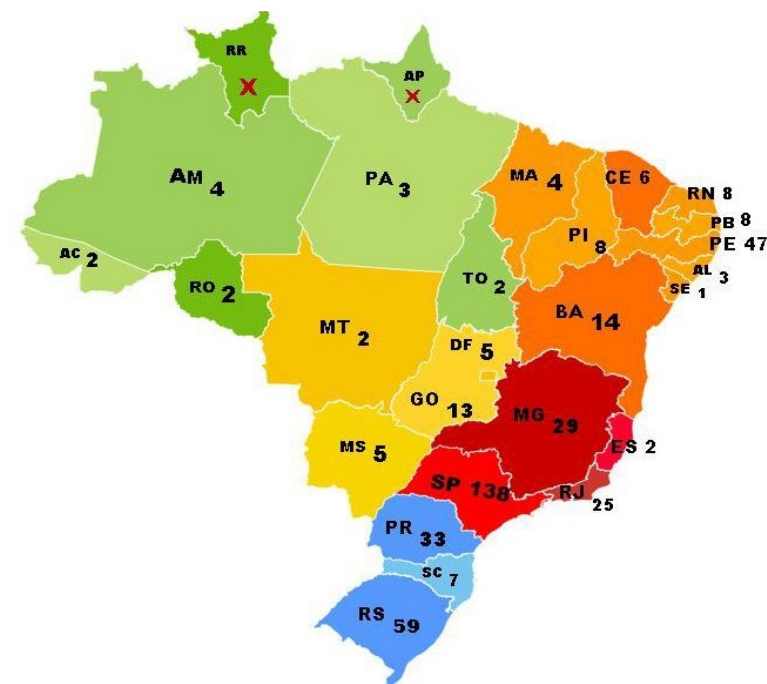 RR
X
AP
X
AM 4
PA 3
MA 4
CE 6
RN 8
PB 8
PE 47
PI 8
AL 3
SE 1
AC 2
RO 2
TO 2
BA 14
MT 2
DF 5
GO 13
MG 29
ES 2
MS 5
SP 138
RJ 25
PR 33
SC 7
RS 59